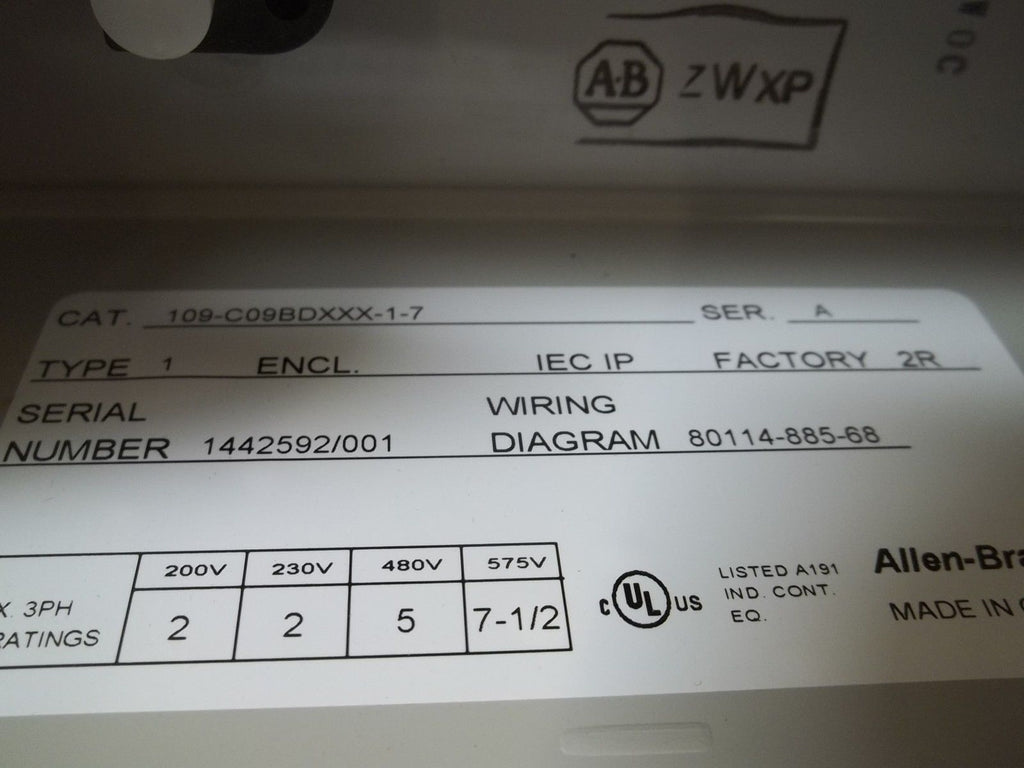 A-B ZWXP
CAT. 109-C09BDXXX-1-7 SER. A
TYPE 1 ENCL. IEC IP FACTORY 2R
SERIAL WIRING
NUMBER 1442592/001 DIAGRAM 80114-885-68
200V 230V 480V 575V
X. 3PH
RATINGS 2 2 5 7-1/2
c UL US
LISTED A191
IND. CONT.
EQ.
Allen-Bra
MADE IN